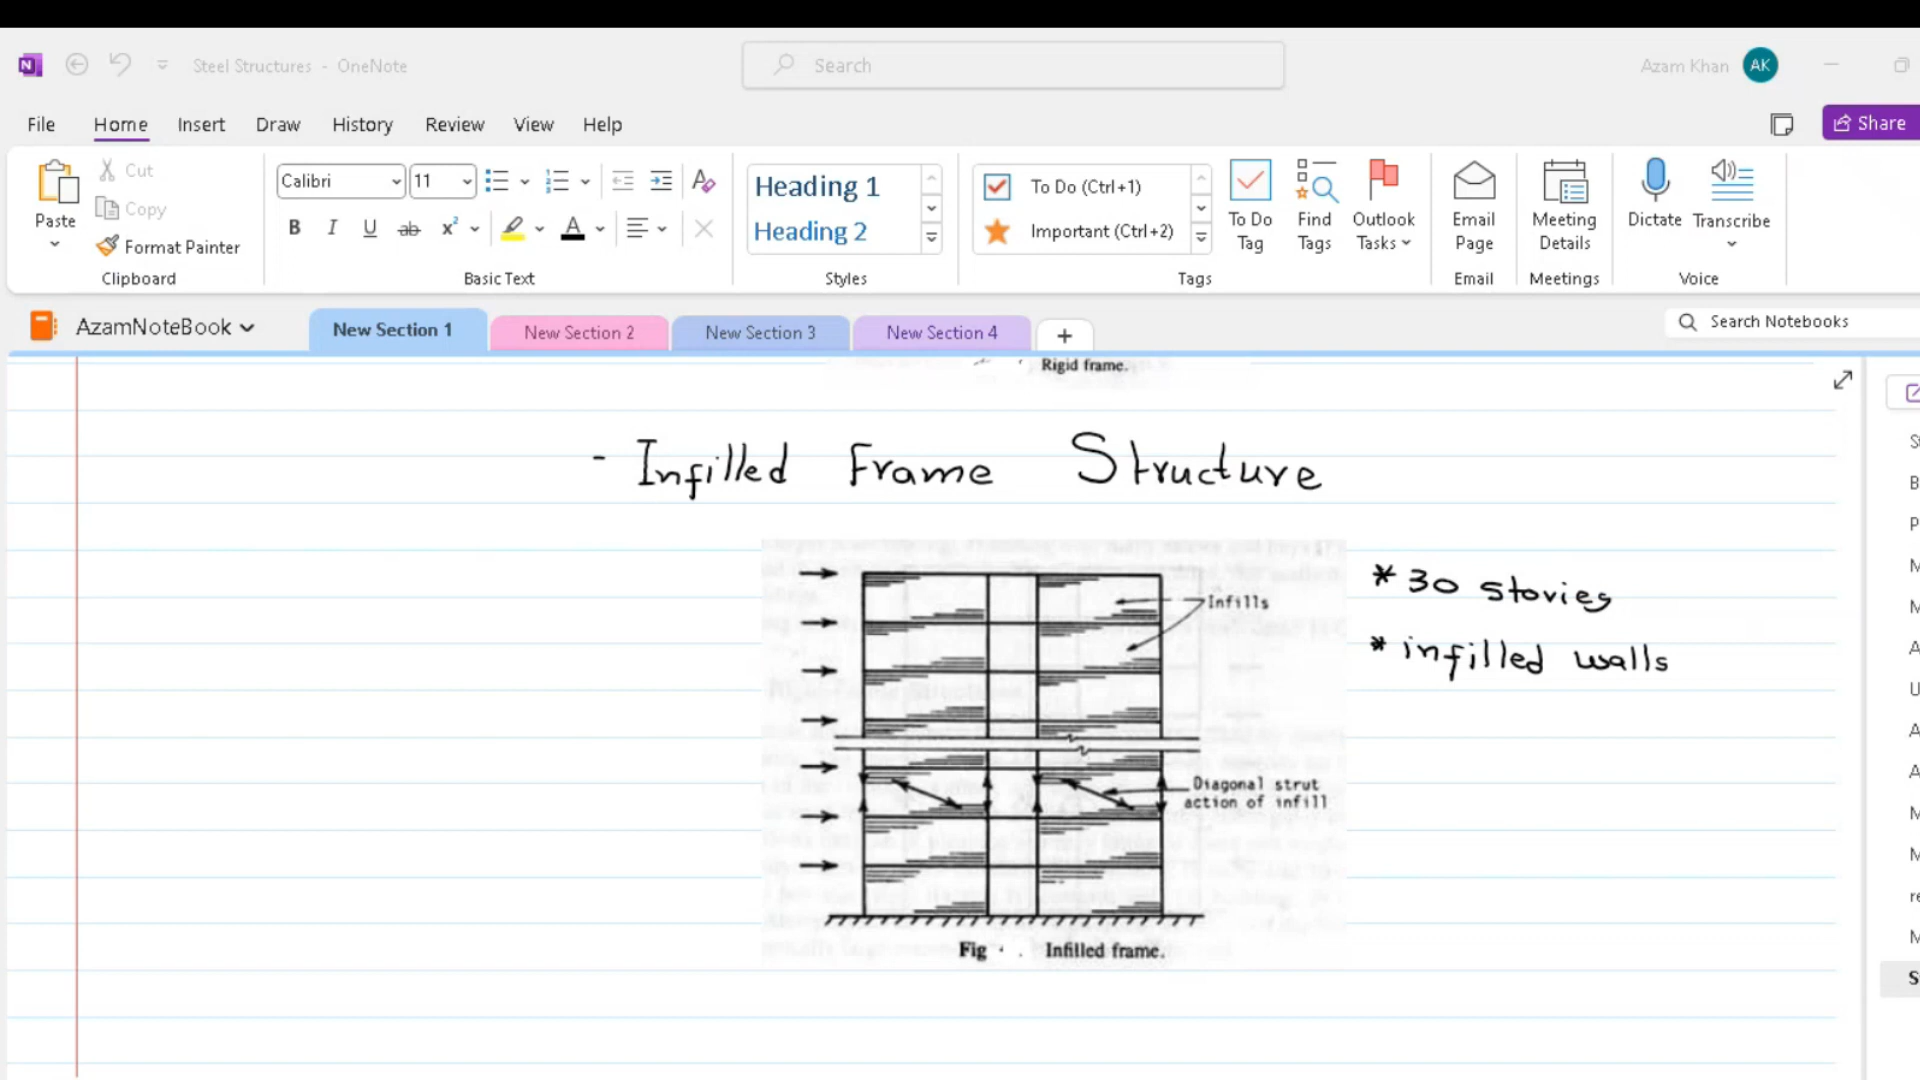 Steel Structures - OneNote
Search
Azam Khan
AK
File
Home
Insert
Draw
History
Review
View
Help
Share
Paste
Cut
Copy
Format Painter
Clipboard
Calibri
11
B I U ab x²
A
Basic Text
Heading 1
Heading 2
Styles
To Do (Ctrl+1)
Important (Ctrl+2)
Tags
To Do Tag
Find Tags
Outlook Tasks
Email Page
Email
Meeting Details
Meetings
Dictate
Transcribe
Voice
AzamNoteBook
New Section 1
New Section 2
New Section 3
New Section 4
+
Search Notebooks
Rigid frame.
- Infilled Frame Structure
Infills
Diagonal strut
action of infill
Fig . . Infilled frame.
* 30 stories
* infilled walls